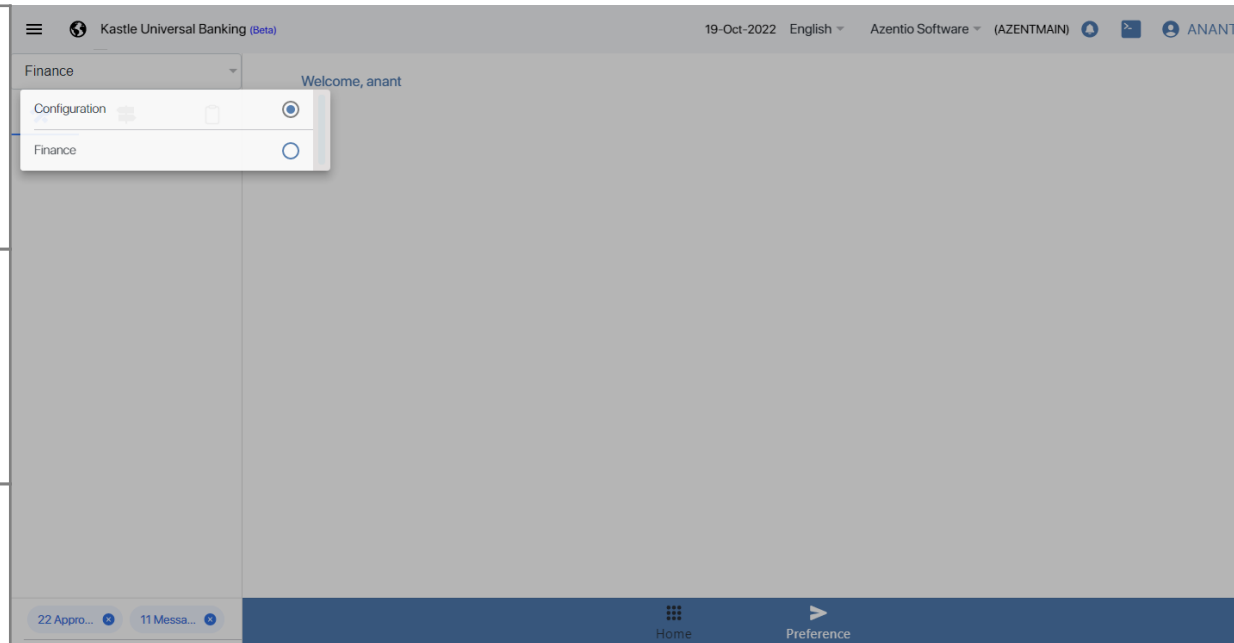 Kastle Universal Banking (Beta)
19-Oct-2022 English Azentio Software (AZENTMAIN) ANANT
Finance
Welcome, anant
Configuration
Finance
22 Appro... 11 Messa...
Home Preference